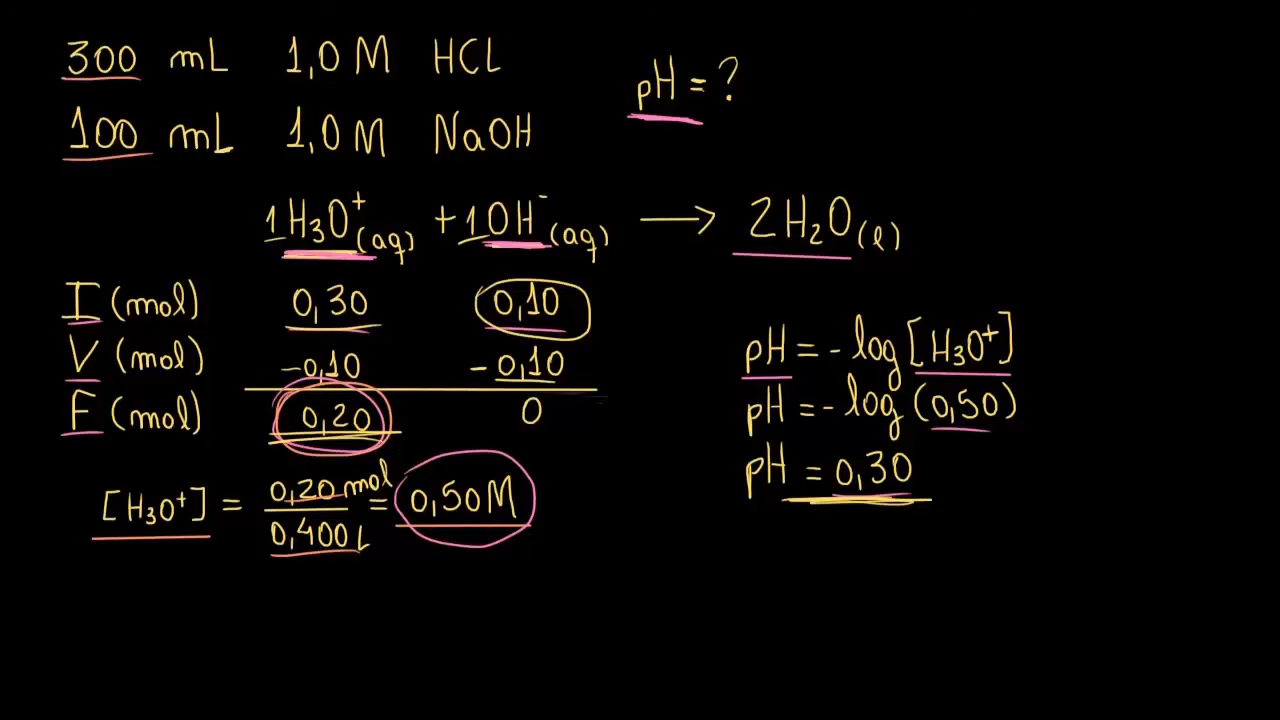 300 mL 1,0 M HCL
100 mL 1,0 M NaOH
pH = ?
1H₃O⁺(aq) + 1OH⁻(aq) → 2H₂O(l)
I (mol) 0,30 0,10
V (mol) -0,10 -0,10
F (mol) 0,20 0
[H₃O⁺] = 0,20 mol / 0,400 L = 0,50 M
pH = -log [H₃O⁺]
pH = -log (0,50)
pH = 0,30